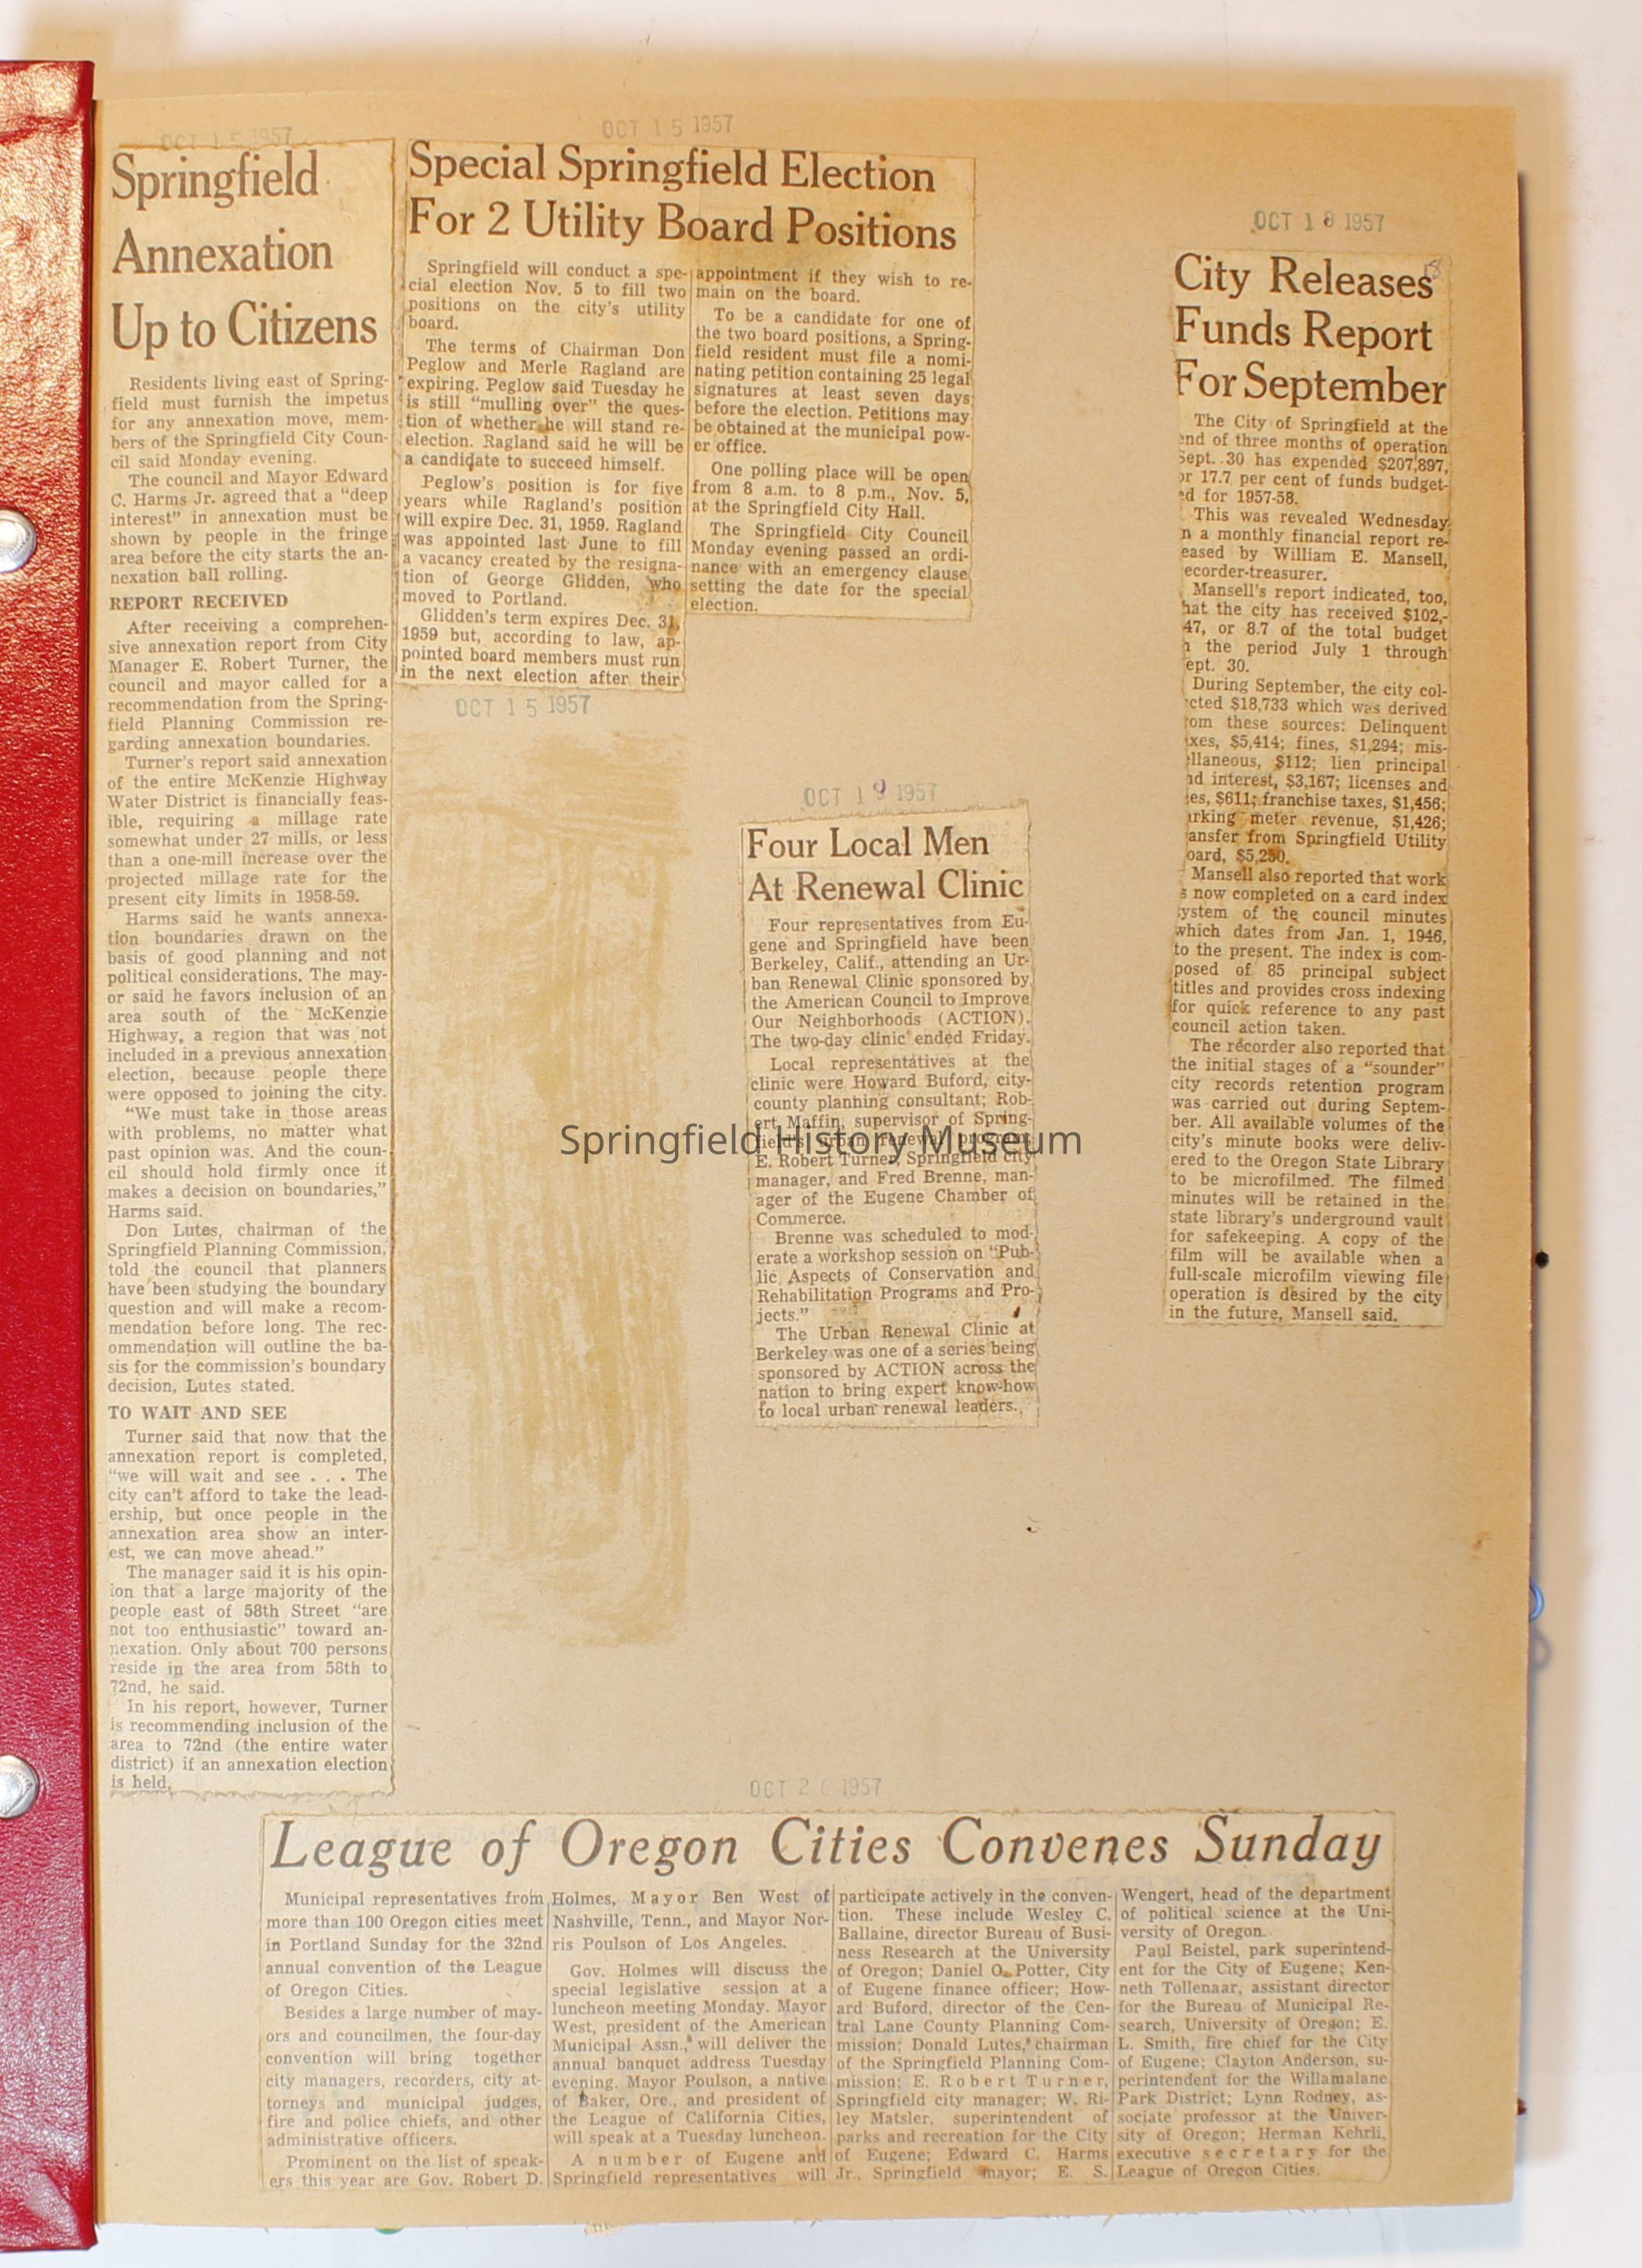 OCT 15 1957
Springfield
Annexation
Up to Citizens
Residents living east of Spring-
field must furnish the impetus
for any annexation move, mem-
bers of the Springfield City Coun-
cil said Monday evening.
The council and Mayor Edward
C. Harms Jr. agreed that a "deep
interest" in annexation must be
shown by people in the fringe
area before the city starts the an-
nexation ball rolling.
REPORT RECEIVED
After receiving a comprehen-
sive annexation report from City
Manager E. Robert Turner, the
council and mayor called for a
recommendation from the Spring-
field Planning Commission re-
garding annexation boundaries.
Turner's report said annexation
of the entire McKenzie Highway
Water District is financially feas-
ible, requiring a millage rate
somewhat under 27 mills, or less
than a one-mill increase over the
projected millage rate for the
present city limits in 1958-59.
Harms said he wants annexa-
tion boundaries drawn on the
basis of good planning and not
political considerations. The may-
or said he favors inclusion of an
area south of the McKenzie
Highway, a region that was not
included in a previous annexation
election, because people there
were opposed to joining the city.
"We must take in those areas
with problems, no matter what
past opinion was. And the coun-
cil should hold firmly once it
makes a decision on boundaries,"
Harms said.
Don Lutes, chairman of the
Springfield Planning Commission,
told the council that planners
have been studying the boundary
question and will make a recom-
mendation before long. The rec-
ommendation will outline the ba-
sis for the commission's boundary
decision, Lutes stated.
TO WAIT AND SEE
Turner said that now that the
annexation report is completed,
"we will wait and see . . . The
city can't afford to take the lead-
ership, but once people in the
annexation area show an inter-
est, we can move ahead."
The manager said it is his opin-
ion that a large majority of the
people east of 58th Street "are
not too enthusiastic" toward an-
nexation. Only about 700 persons
reside in the area from 58th to
72nd, he said.
In his report, however, Turner
is recommending inclusion of the
area to 72nd (the entire water
district) if an annexation election
is held.
OCT 15 1957
Special Springfield Election
For 2 Utility Board Positions
Springfield will conduct a spe-
cial election Nov. 5 to fill two
positions on the city's utility
board.
The terms of Chairman Don
Peglow and Merle Ragland are
expiring. Peglow said Tuesday he
is still "mulling over" the ques-
tion of whether he will stand re-
election. Ragland said he will be
a candidate to succeed himself.
Peglow's position is for five
years while Ragland's position
will expire Dec. 31, 1959. Ragland
was appointed last June to fill
a vacancy created by the resigna-
tion of George Glidden, who
moved to Portland.
Glidden's term expires Dec. 31,
1959 but, according to law, ap-
pointed board members must run
in the next election after their
appointment if they wish to re-
main on the board.
To be a candidate for one of
the two board positions, a Spring-
field resident must file a nomi-
nating petition containing 25 legal
signatures at least seven days
before the election. Petitions may
be obtained at the municipal pow-
er office.
One polling place will be open
from 8 a.m. to 8 p.m., Nov. 5,
at the Springfield City Hall.
The Springfield City Council
Monday evening passed an ordi-
nance with an emergency clause
setting the date for the special
election.
OCT 15 1957
OCT 19 1957
Four Local Men
At Renewal Clinic
Four representatives from Eu-
gene and Springfield have been
Berkeley, Calif., attending an Ur-
ban Renewal Clinic sponsored by
the American Council to Improve
Our Neighborhoods (ACTION).
The two-day clinic ended Friday.
Local representatives at the
clinic were Howard Buford, city-
county planning consultant; Rob-
ert Maffin, supervisor of Spring-
field's urban renewal program;
E. Robert Turner, Springfield city
manager, and Fred Brenne, man-
ager of the Eugene Chamber of
Commerce.
Brenne was scheduled to mod-
erate a workshop session on "Pub-
lic Aspects of Conservation and
Rehabilitation Programs and Pro-
jects."
The Urban Renewal Clinic at
Berkeley was one of a series being
sponsored by ACTION across the
nation to bring expert know-how
to local urban renewal leaders.
Springfield History Museum
OCT 18 1957
18
City Releases
Funds Report
For September
The City of Springfield at the
end of three months of operation
Sept. 30 has expended $207,897,
or 17.7 per cent of funds budget-
ed for 1957-58.
This was revealed Wednesday
n a monthly financial report re-
eased by William E. Mansell,
ecorder-treasurer.
Mansell's report indicated, too,
hat the city has received $102,-
47, or 8.7 of the total budget
n the period July 1 through
ept. 30.
During September, the city col-
cted $18,733 which was derived
rom these sources: Delinquent
axes, $5,414; fines, $1,294; mis-
ellaneous, $112; lien principal
nd interest, $3,167; licenses and
es, $611; franchise taxes, $1,456;
arking meter revenue, $1,426;
ansfer from Springfield Utility
oard, $5,250.
Mansell also reported that work
s now completed on a card index
ystem of the council minutes
which dates from Jan. 1, 1946,
to the present. The index is com-
posed of 85 principal subject
titles and provides cross indexing
for quick reference to any past
council action taken.
The recorder also reported that
the initial stages of a "sounder"
city records retention program
was carried out during Septem-
ber. All available volumes of the
city's minute books were deliv-
ered to the Oregon State Library
to be microfilmed. The filmed
minutes will be retained in the
state library's underground vault
for safekeeping. A copy of the
film will be available when a
full-scale microfilm viewing file
operation is desired by the city
in the future, Mansell said.
OCT 20 1957
League of Oregon Cities Convenes Sunday
Municipal representatives from
more than 100 Oregon cities meet
in Portland Sunday for the 32nd
annual convention of the League
of Oregon Cities.
Besides a large number of may-
ors and councilmen, the four-day
convention will bring together
city managers, recorders, city at-
torneys and municipal judges,
fire and police chiefs, and other
administrative officers.
Prominent on the list of speak-
ers this year are Gov. Robert D.
Holmes, Mayor Ben West of
Nashville, Tenn., and Mayor Nor-
ris Poulson of Los Angeles.
Gov. Holmes will discuss the
special legislative session at a
luncheon meeting Monday. Mayor
West, president of the American
Municipal Assn., will deliver the
annual banquet address Tuesday
evening. Mayor Poulson, a native
of Baker, Ore., and president of
the League of California Cities,
will speak at a Tuesday luncheon.
A number of Eugene and
Springfield representatives will
participate actively in the conven-
tion. These include Wesley C.
Ballaine, director Bureau of Busi-
ness Research at the University
of Oregon; Daniel O. Potter, City
of Eugene finance officer; How-
ard Buford, director of the Cen-
tral Lane County Planning Com-
mission; Donald Lutes, chairman
of the Springfield Planning Com-
mission; E. Robert Turner,
Springfield city manager; W. Ri-
ley Matsler, superintendent of
parks and recreation for the City
of Eugene; Edward C. Harms
Jr., Springfield mayor; E. S.
Wengert, head of the department
of political science at the Uni-
versity of Oregon.
Paul Beistel, park superintend-
ent for the City of Eugene; Ken-
neth Tollenaar, assistant director
for the Bureau of Municipal Re-
search, University of Oregon; E.
L. Smith, fire chief for the City
of Eugene; Clayton Anderson, su-
perintendent for the Willamalane
Park District; Lynn Rodney, as-
sociate professor at the Univer-
sity of Oregon; Herman Kehrli,
executive secretary for the
League of Oregon Cities.